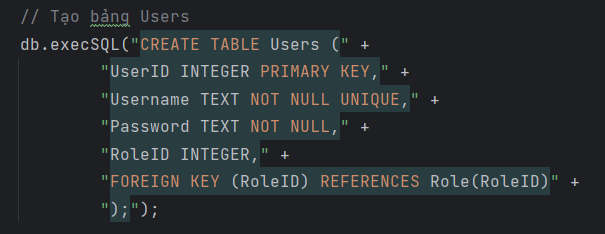 // Tạo bảng Users
db.execSQL("CREATE TABLE Users (" +
"UserID INTEGER PRIMARY KEY," +
"Username TEXT NOT NULL UNIQUE," +
"Password TEXT NOT NULL," +
"RoleID INTEGER," +
"FOREIGN KEY (RoleID) REFERENCES Role(RoleID)" +
");");